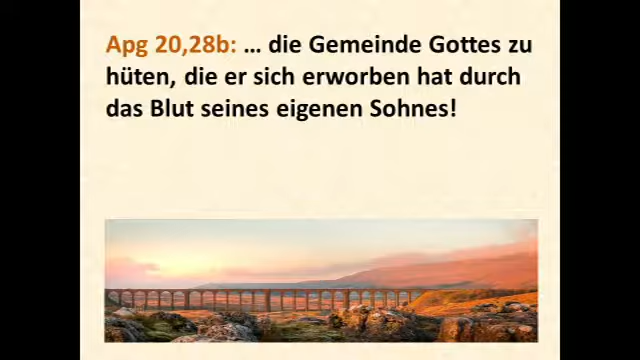 Apg 20,28b: ... die Gemeinde Gottes zu
hüten, die er sich erworben hat durch
das Blut seines eigenen Sohnes!